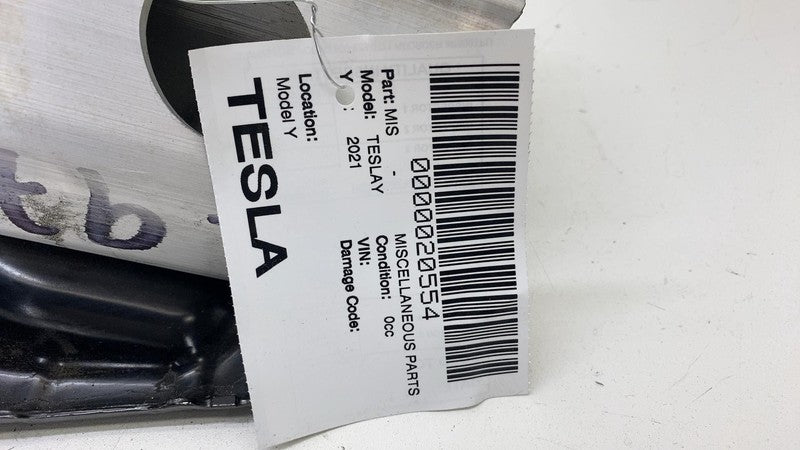 0000020554
Part: MIS - MISCELLANEOUS PARTS
Model: TESLAY Condition: 0cc
Y : 2021 VIN:
Damage Code:
Location:
Model Y
TESLA